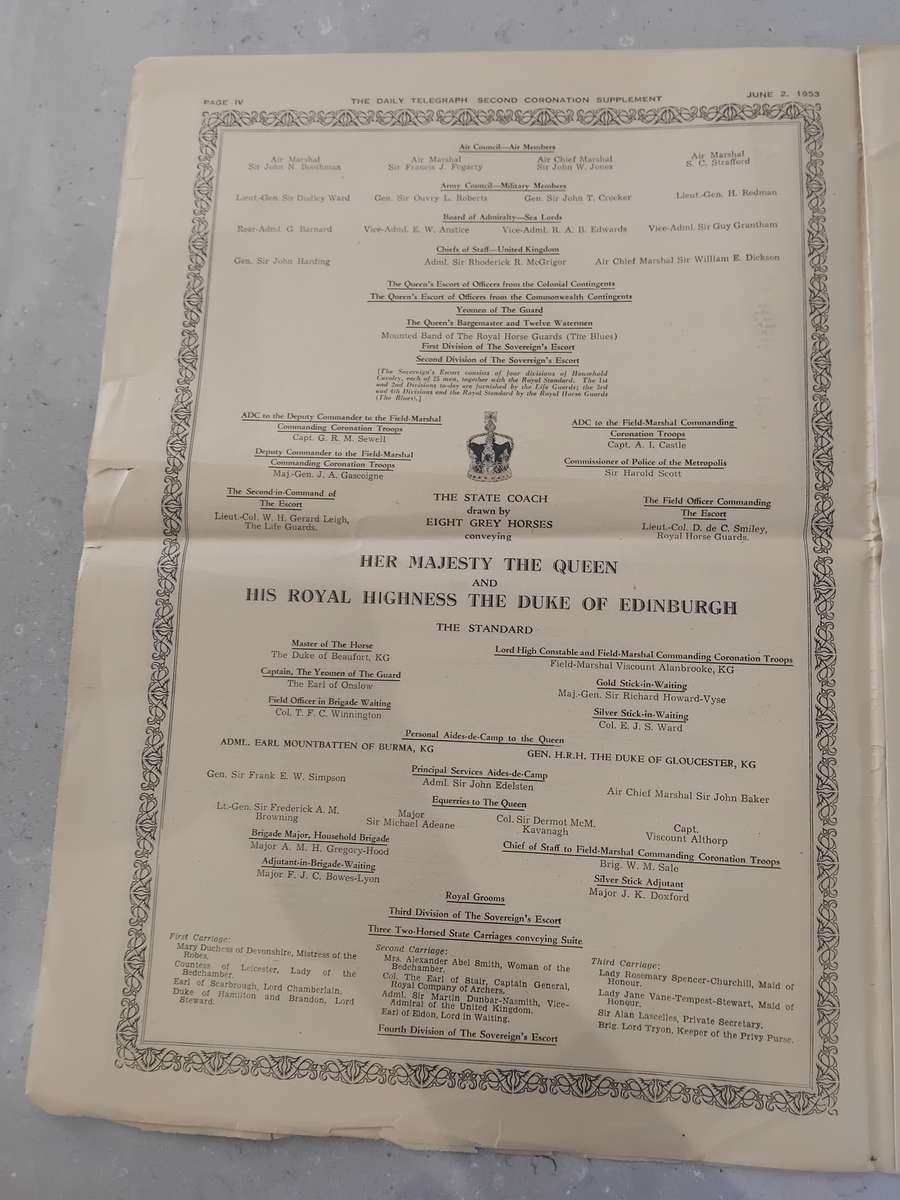 PAGE IV THE DAILY TELEGRAPH SECOND CORONATION SUPPLEMENT JUNE 2, 1953
Air Council—Air Members
Air Marshal Air Marshal Air Chief Marshal Air Marshal
Sir John N. Boothman Sir Francis J. Fogarty Sir John W. Jones S. C. Strafford
Army Council—Military Members
Lieut.-Gen. Sir Dudley Ward Gen. Sir Ouvry L. Roberts Gen. Sir John T. Crocker Lieut.-Gen. H. Redman
Board of Admiralty—Sea Lords
Rear-Adml. G. Barnard Vice-Adml. E. W. Anstice Vice-Adml. R. A. B. Edwards Vice-Adml. Sir Guy Grantham
Chiefs of Staff—United Kingdom
Gen. Sir John Harding Adml. Sir Rhoderick R. McGrigor Air Chief Marshal Sir William E. Dickson
The Queen's Escort of Officers from the Colonial Contingents
The Queen's Escort of Officers from the Commonwealth Contingents
Yeomen of The Guard
The Queen's Bargemaster and Twelve Watermen
Mounted Band of The Royal Horse Guards (The Blues)
First Division of The Sovereign's Escort
Second Division of The Sovereign's Escort
[The Sovereign's Escort consists of four divisions of Household
Cavalry, each of 25 men, together with the Royal Standard. The 1st
and 2nd Divisions to-day are furnished by the Life Guards; the 3rd
and 4th Divisions and the Royal Standard by the Royal Horse Guards
(The Blues).]
ADC to the Deputy Commander to the Field-Marshal
Commanding Coronation Troops
Capt. G. R. M. Sewell
Deputy Commander to the Field-Marshal
Commanding Coronation Troops
Maj.-Gen. J. A. Gascoigne
The Second-in-Command of
The Escort
Lieut.-Col. W. H. Gerard Leigh,
The Life Guards.
ADC to the Field-Marshal Commanding
Coronation Troops
Capt. A. I. Castle
Commissioner of Police of the Metropolis
Sir Harold Scott
The Field Officer Commanding
The Escort
Lieut.-Col. D. de C. Smiley,
Royal Horse Guards.
THE STATE COACH
drawn by
EIGHT GREY HORSES
conveying
HER MAJESTY THE QUEEN
AND
HIS ROYAL HIGHNESS THE DUKE OF EDINBURGH
THE STANDARD
Master of The Horse
The Duke of Beaufort, KG
Captain, The Yeomen of The Guard
The Earl of Onslow
Field Officer in Brigade Waiting
Col. T. F. C. Winnington
Lord High Constable and Field-Marshal Commanding Coronation Troops
Field-Marshal Viscount Alanbrooke, KG
Gold Stick-in-Waiting
Maj.-Gen. Sir Richard Howard-Vyse
Silver Stick-in-Waiting
Col. E. J. S. Ward
Personal Aides-de-Camp to the Queen
ADML. EARL MOUNTBATTEN OF BURMA, KG GEN. H.R.H. THE DUKE OF GLOUCESTER, KG
Principal Services Aides-de-Camp
Gen. Sir Frank E. W. Simpson Adml. Sir John Edelsten Air Chief Marshal Sir John Baker
Equerries to The Queen
Lt.-Gen. Sir Frederick A. M. Major Col. Sir Dermot McM. Capt.
Browning Sir Michael Adeane Kavanagh Viscount Althorp
Brigade Major, Household Brigade
Major A. M. H. Gregory-Hood
Adjutant-in-Brigade-Waiting
Major F. J. C. Bowes-Lyon
Chief of Staff to Field-Marshal Commanding Coronation Troops
Brig. W. M. Sale
Silver Stick Adjutant
Major J. K. Doxford
Royal Grooms
Third Division of The Sovereign's Escort
Three Two-Horsed State Carriages conveying Suite
First Carriage:
Mary Duchess of Devonshire, Mistress of the
Robes.
Countess of Leicester, Lady of the
Bedchamber.
Earl of Scarbrough, Lord Chamberlain.
Duke of Hamilton and Brandon, Lord
Steward.
Second Carriage:
Mrs. Alexander Abel Smith, Woman of the
Bedchamber.
Col. The Earl of Stair, Captain General,
Royal Company of Archers.
Adml. Sir Martin Dunbar-Nasmith, Vice-
Admiral of the United Kingdom.
Earl of Eldon, Lord in Waiting.
Third Carriage:
Lady Rosemary Spencer-Churchill, Maid of
Honour.
Lady Jane Vane-Tempest-Stewart, Maid of
Honour.
Sir Alan Lascelles, Private Secretary.
Brig. Lord Tryon, Keeper of the Privy Purse.
Fourth Division of The Sovereign's Escort